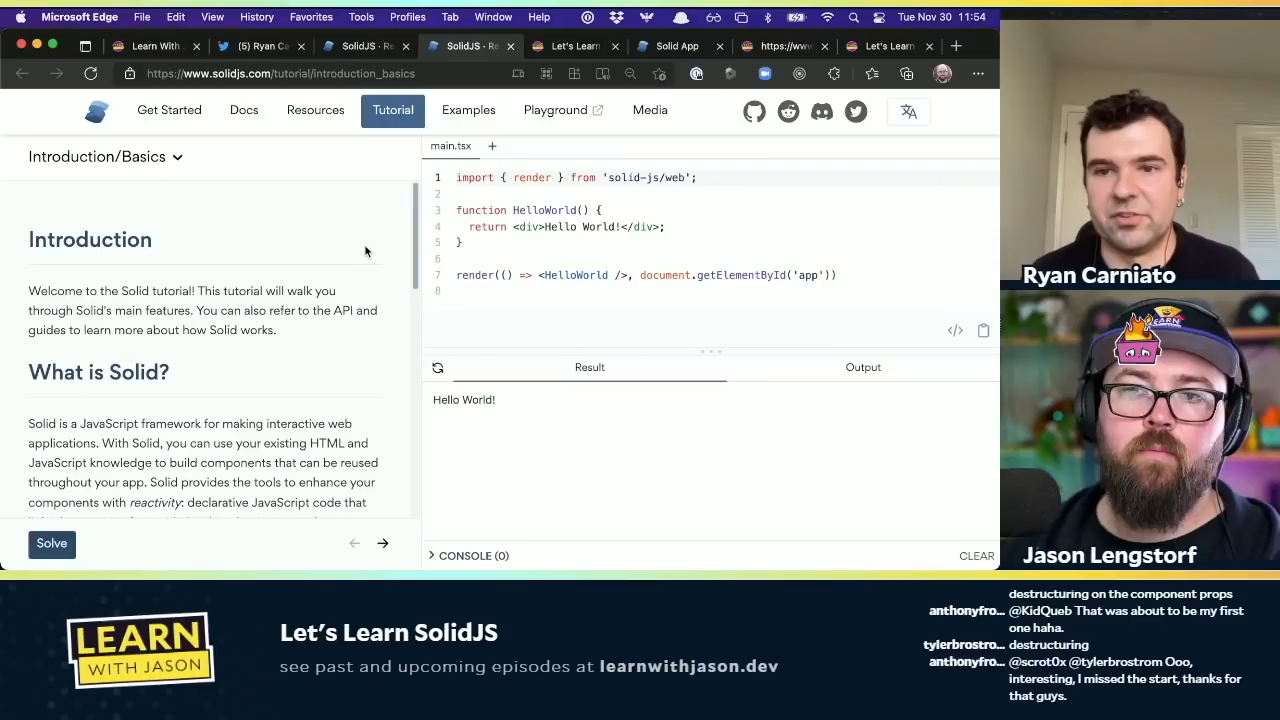 Microsoft Edge File Edit View History Favorites Tools Profiles Tab Window Help Tue Nov 30 11:54
Learn With (5) Ryan Ca SolidJS · Re SolidJS · Re Let's Learn Solid App https://www Let's Learn
https://www.solidjs.com/tutorial/introduction_basics
Get Started Docs Resources Tutorial Examples Playground Media
Introduction/Basics
Introduction
Welcome to the Solid tutorial! This tutorial will walk you
through Solid's main features. You can also refer to the API and
guides to learn more about how Solid works.
What is Solid?
Solid is a JavaScript framework for making interactive web
applications. With Solid, you can use your existing HTML and
JavaScript knowledge to build components that can be reused
throughout your app. Solid provides the tools to enhance your
components with reactivity: declarative JavaScript code that
Solve
main.tsx +
1 import { render } from 'solid-js/web';
2
3 function HelloWorld() {
4 return <div>Hello World!</div>;
5 }
6
7 render(() => <HelloWorld />, document.getElementById('app'))
8
Result Output
Hello World!
CONSOLE (0) CLEAR
Ryan Carniato
LEARN
Jason Lengstorf
LEARN
WITH JASON
Let's Learn SolidJS
see past and upcoming episodes at learnwithjason.dev
destructuring on the component props
anthonyfro... @KidQueb That was about to be my first
one haha.
tylerbrostro... destructuring
anthonyfro... @scrot0x @tylerbrostrom Ooo,
interesting, I missed the start, thanks for
that guys.